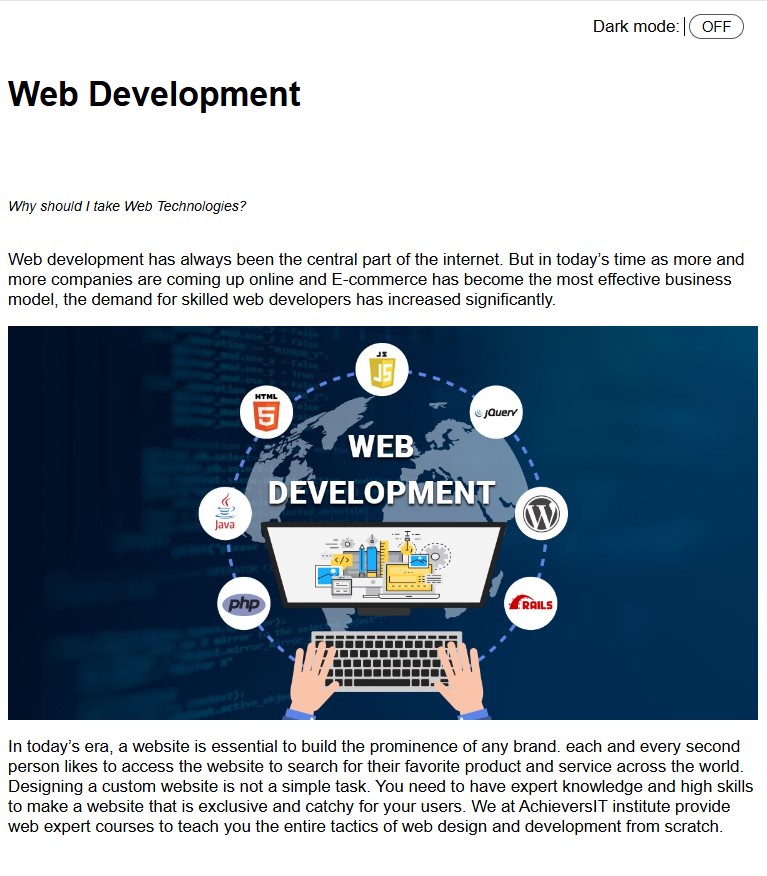 Dark mode: OFF
Web Development
Why should I take Web Technologies?
Web development has always been the central part of the internet. But in today’s time as more and
more companies are coming up online and E-commerce has become the most effective business
model, the demand for skilled web developers has increased significantly.
JS
JS
HTML
5
jQuery
WEB
DEVELOPMENT
Java
php
RAILS
In today’s era, a website is essential to build the prominence of any brand. each and every second
person likes to access the website to search for their favorite product and service across the world.
Designing a custom website is not a simple task. You need to have expert knowledge and high skills
to make a website that is exclusive and catchy for your users. We at AchieversIT institute provide
web expert courses to teach you the entire tactics of web design and development from scratch.